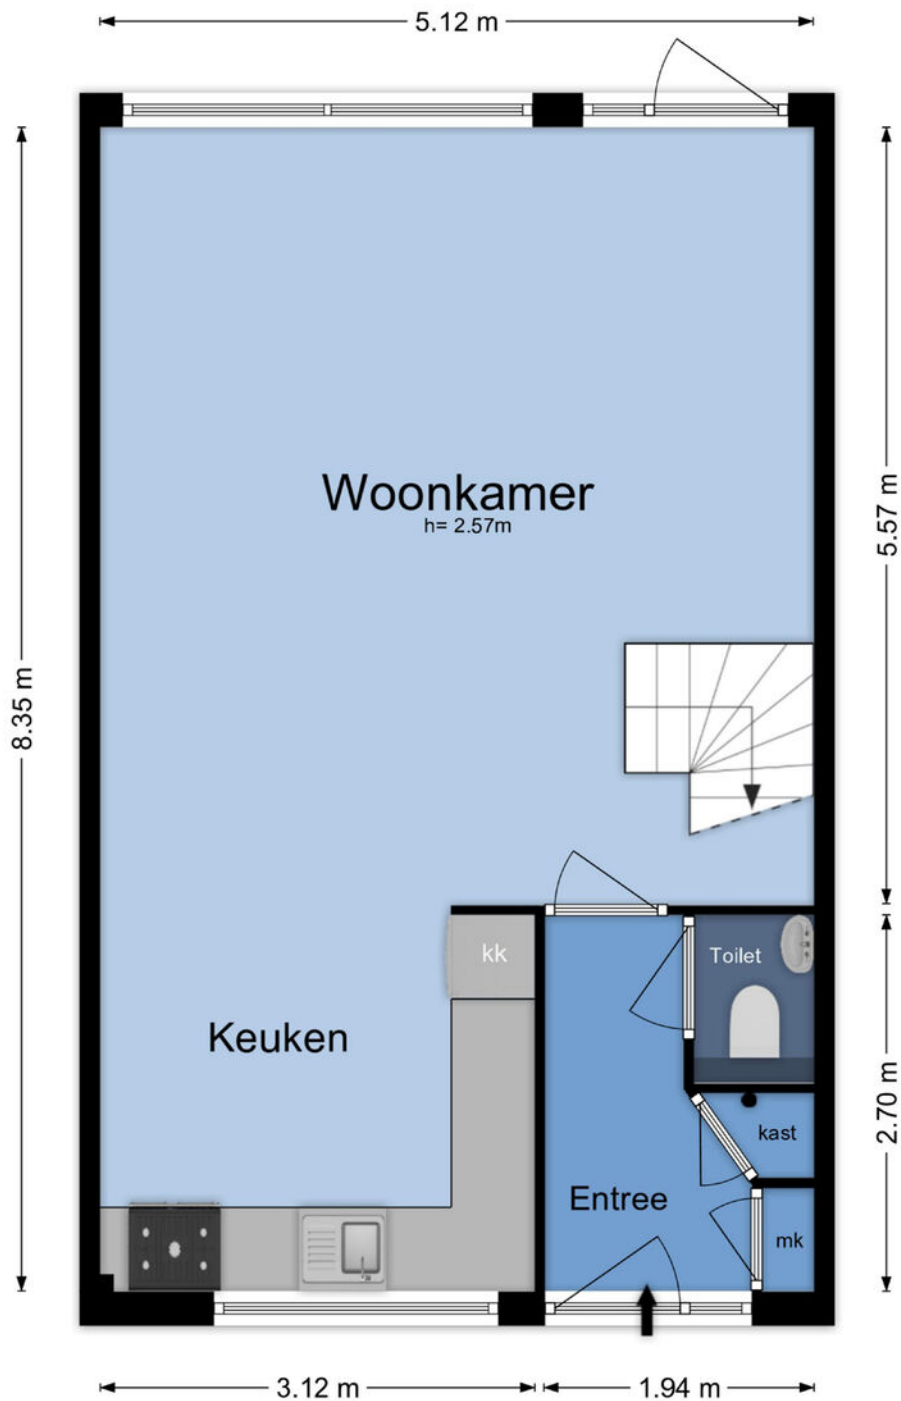 5.12 m
Woonkamer
h= 2.57m
5.57 m
8.35 m
kk
Toilet
Keuken
2.70 m
kast
Entree
mk
3.12 m
1.94 m